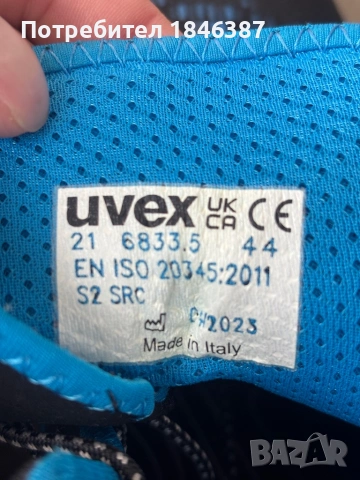 Потребител 1846387
uvex UK CA CE
21 6833.5 44
EN ISO 20345:2011
S2 SRC
2023
Made in Italy
BAZAR